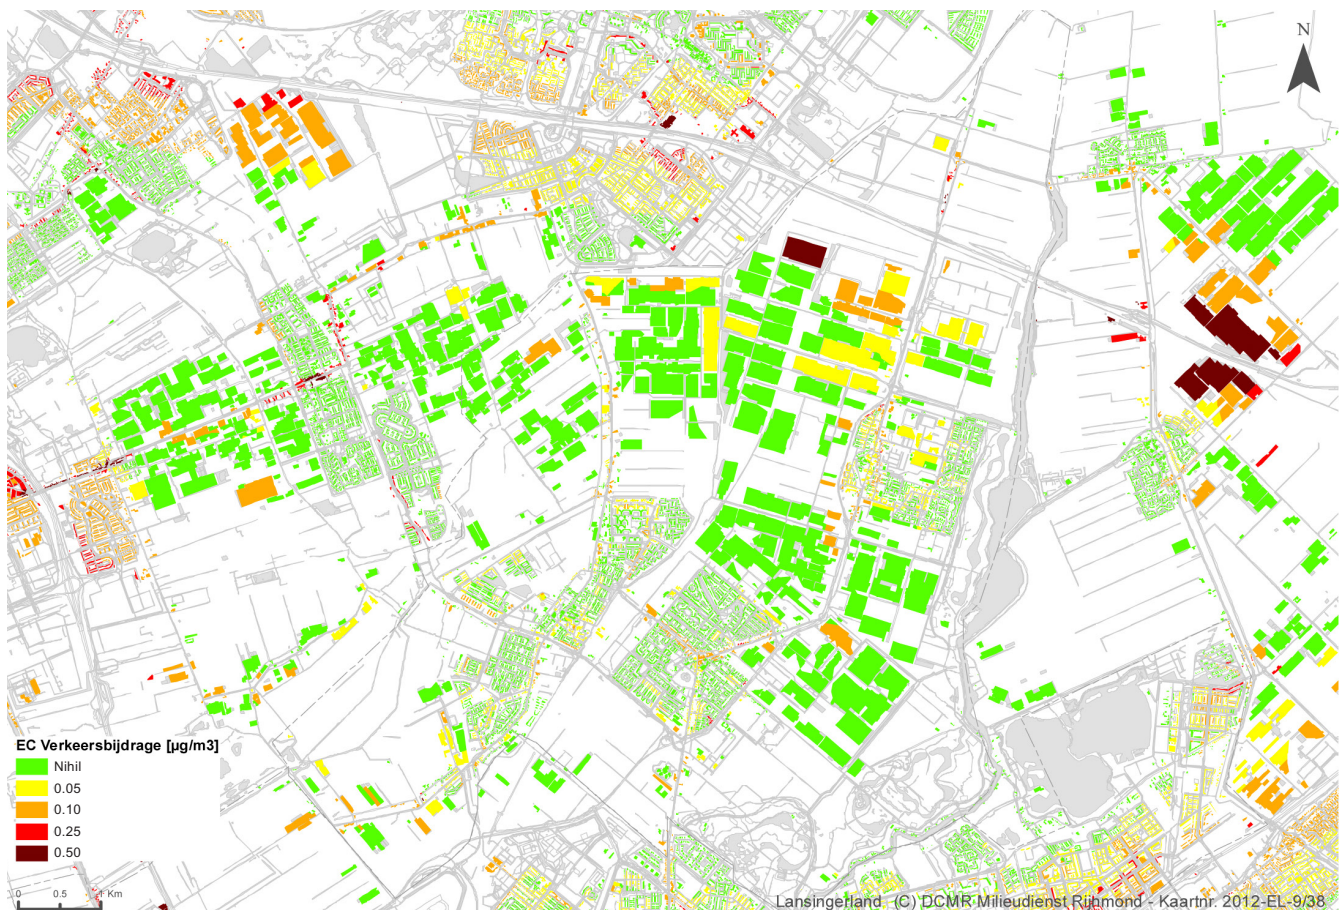 N
EC Verkeersbijdrage [µg/m3]
Nihil
0.05
0.10
0.25
0.50
0 0.5 1 Km
Lansingerland (C) DCMR Milieudienst Rijnmond - Kaartnr. 2012-EL-9/38